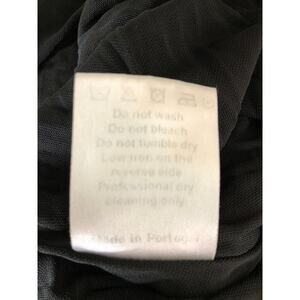 Do not wash
Do not bleach
Do not tumble dry
Low iron on the
reverse side
Professional dry
cleaning only
Made in Portugal